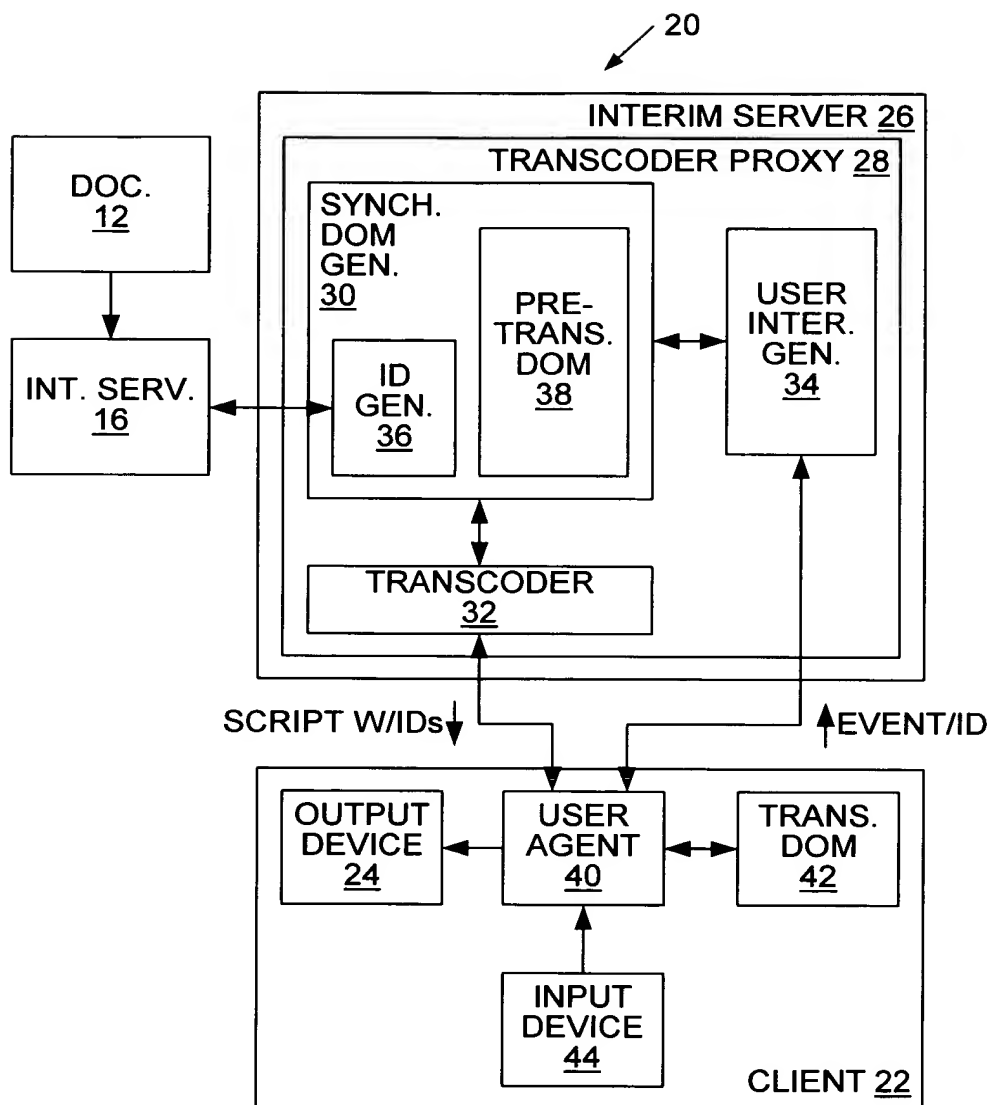 20
INTERIM SERVER 26
TRANSCODER PROXY 28
DOC.
12
INT. SERV.
16
SYNCH.
DOM
GEN.
30
ID
GEN.
36
PRE-
TRANS.
DOM
38
USER
INTER.
GEN.
34
TRANSCODER
32
SCRIPT W/IDs
EVENT/ID
OUTPUT
DEVICE
24
USER
AGENT
40
TRANS.
DOM
42
INPUT
DEVICE
44
CLIENT 22